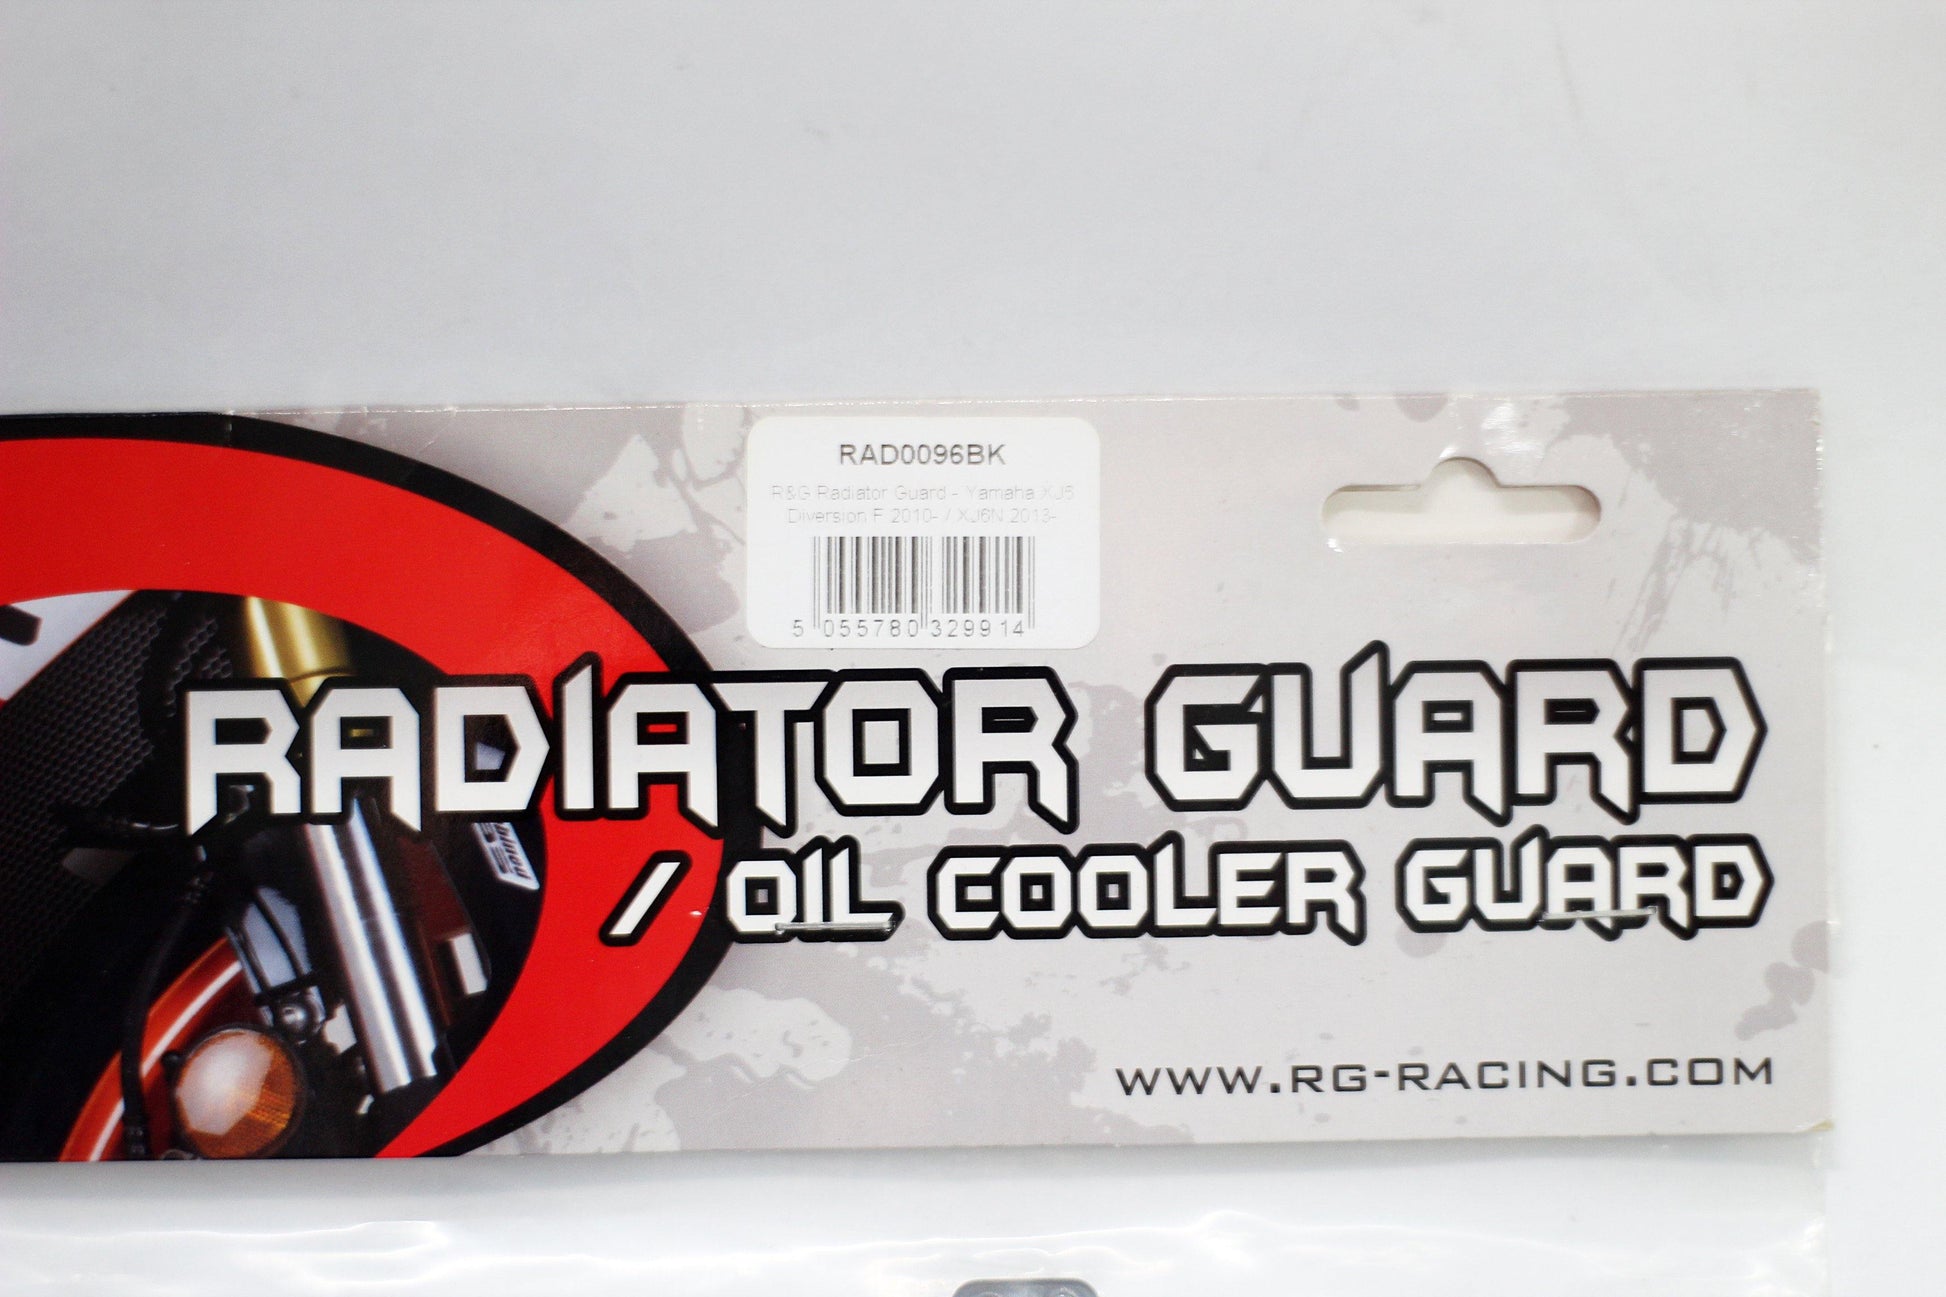 RAD0096BK
R&G Radiator Guard - Yamaha XJ6
Diversion F 2010- / XJ6N 2013-
5 055780 329914
RADIATOR GUARD
/ OIL COOLER GUARD
WWW.RG-RACING.COM